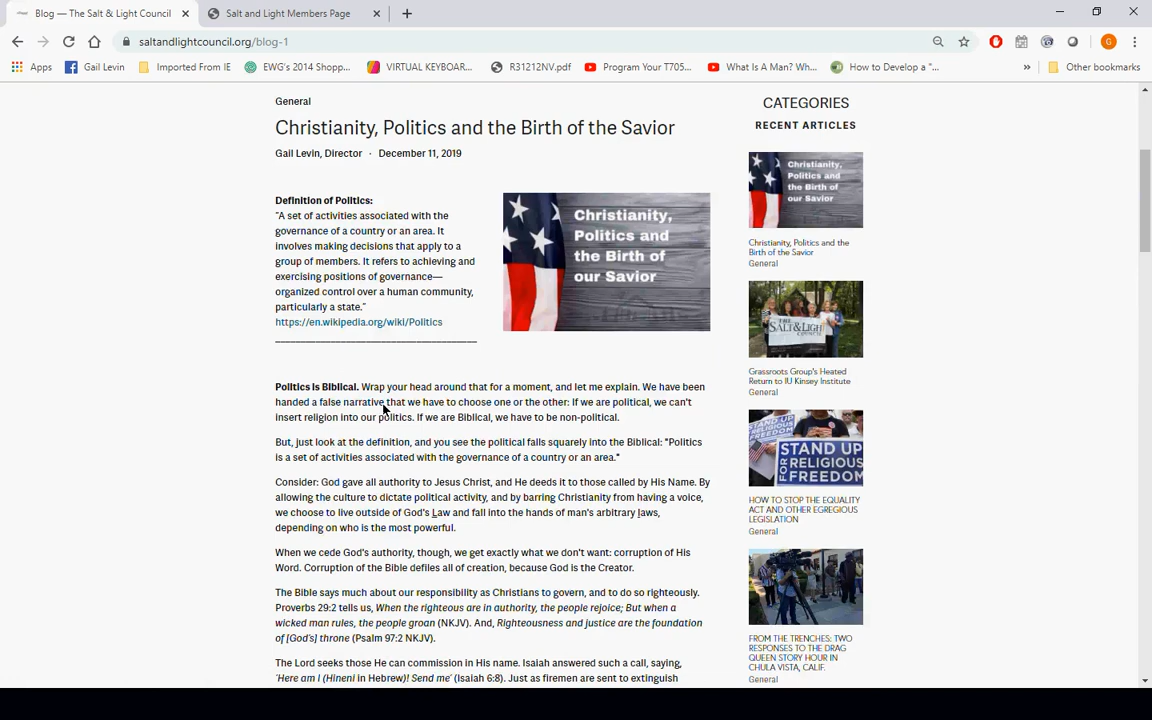 Blog — The Salt & Light Council
Salt and Light Members Page
saltandlightcouncil.org/blog-1
G
Apps
Gail Levin
Imported From IE
EWG's 2014 Shopp...
VIRTUAL KEYBOAR...
R31212NV.pdf
Program Your T705...
What Is A Man? Wh...
How to Develop a "...
»
Other bookmarks
General
Christianity, Politics and the Birth of the Savior
Gail Levin, Director · December 11, 2019
Definition of Politics:
"A set of activities associated with the
governance of a country or an area. It
involves making decisions that apply to a
group of members. It refers to achieving and
exercising positions of governance—
organized control over a human community,
particularly a state."
https://en.wikipedia.org/wiki/Politics
Christianity,
Politics and
the Birth of
our Savior
Politics is Biblical. Wrap your head around that for a moment, and let me explain. We have been
handed a false narrative that we have to choose one or the other: If we are political, we can't
insert religion into our politics. If we are Biblical, we have to be non-political.
But, just look at the definition, and you see the political falls squarely into the Biblical: "Politics
is a set of activities associated with the governance of a country or an area."
Consider: God gave all authority to Jesus Christ, and He deeds it to those called by His Name. By
allowing the culture to dictate political activity, and by barring Christianity from having a voice,
we choose to live outside of God's Law and fall into the hands of man's arbitrary laws,
depending on who is the most powerful.
When we cede God's authority, though, we get exactly what we don't want: corruption of His
Word. Corruption of the Bible defiles all of creation, because God is the Creator.
The Bible says much about our responsibility as Christians to govern, and to do so righteously.
Proverbs 29:2 tells us, When the righteous are in authority, the people rejoice; But when a
wicked man rules, the people groan (NKJV). And, Righteousness and justice are the foundation
of [God's] throne (Psalm 97:2 NKJV).
The Lord seeks those He can commission in His name. Isaiah answered such a call, saying,
'Here am I (Hineni in Hebrew)! Send me' (Isaiah 6:8). Just as firemen are sent to extinguish
CATEGORIES
RECENT ARTICLES
Christianity,
Politics and
the Birth of
our Savior
Christianity, Politics and the
Birth of the Savior
General
THE
SALT&LIGHT
COUNCIL
Grassroots Group's Heated
Return to IU Kinsey Institute
General
STAND UP
RELIGIOUS
FREEDOM
STAND UP
FOR RELIGIOUS
FREEDOM
HOW TO STOP THE EQUALITY
ACT AND OTHER EGREGIOUS
LEGISLATION
General
FROM THE TRENCHES: TWO
RESPONSES TO THE DRAG
QUEEN STORY HOUR IN
CHULA VISTA, CALIF.
General